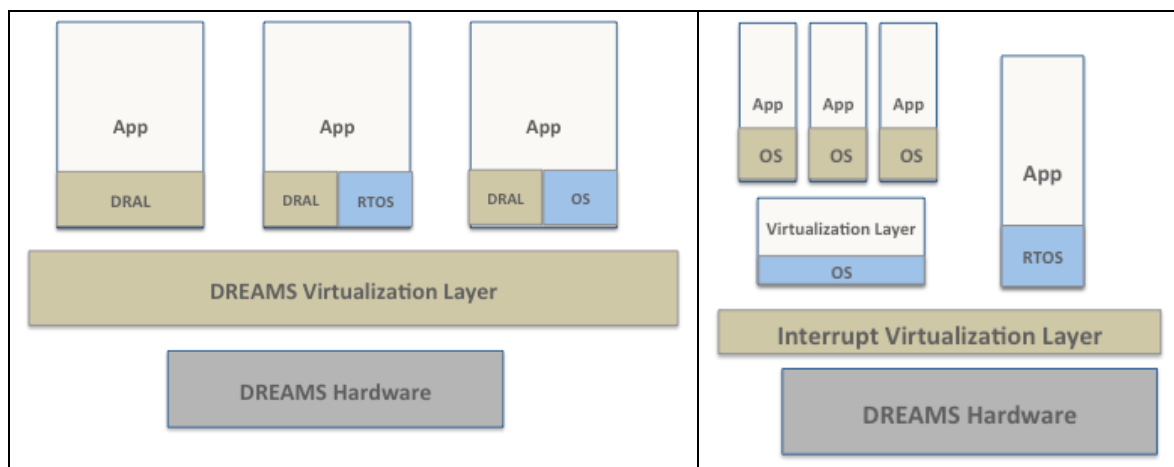 App
App
App
DRAL
DRAL
RTOS
DRAL
OS
DREAMS Virtualization Layer
DREAMS Hardware
App
App
App
OS
OS
OS
Virtualization Layer
OS
App
RTOS
Interrupt Virtualization Layer
DREAMS Hardware